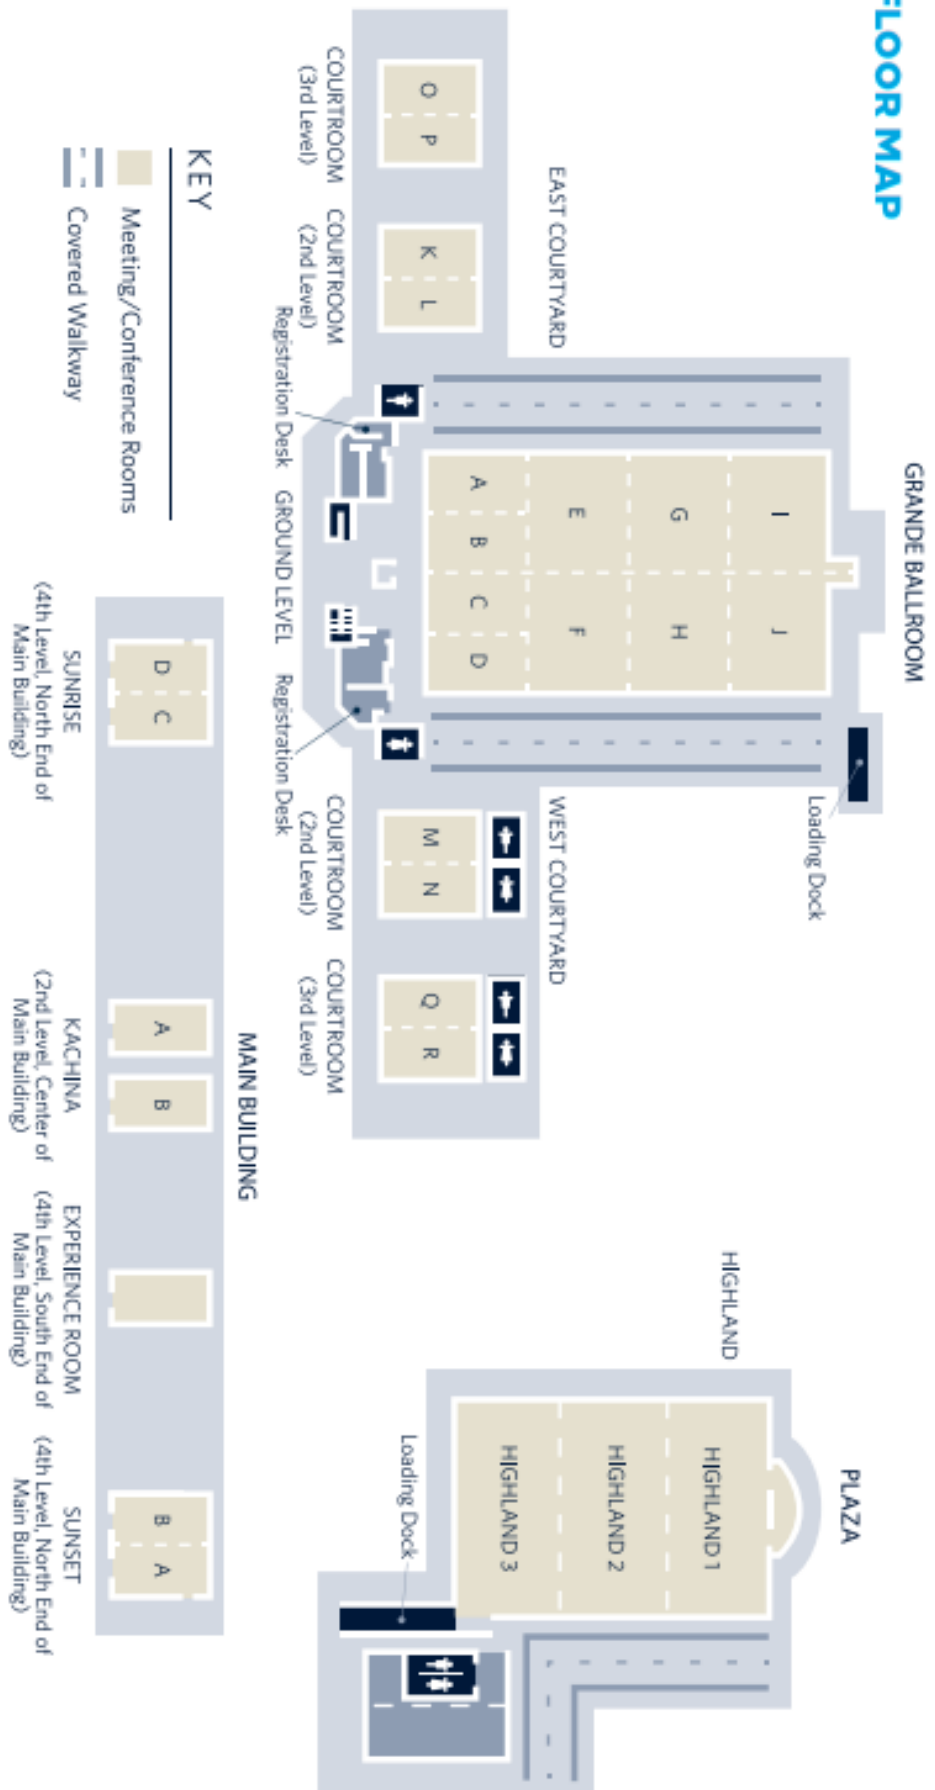 FLOOR MAP
GRANDE BALLROOM
PLAZA
Loading Dock
I
J
G
H
E
F
A
B
C
D
HIGHLAND
HIGHLAND 1
HIGHLAND 2
HIGHLAND 3
Loading Dock
EAST COURTYARD
WEST COURTYARD
O
P
K
L
M
N
Q
R
COURTROOM
(3rd Level)
COURTROOM
(2nd Level)
Registration Desk
GROUND LEVEL
Registration Desk
COURTROOM
(2nd Level)
COURTROOM
(3rd Level)
MAIN BUILDING
KEY
Meeting/Conference Rooms
Covered Walkway
D
C
A
B
B
A
SUNRISE
(4th Level, North End of
Main Building)
KACHINA
(2nd Level, Center of
Main Building)
EXPERIENCE ROOM
(4th Level, South End of
Main Building)
SUNSET
(4th Level, North End of
Main Building)